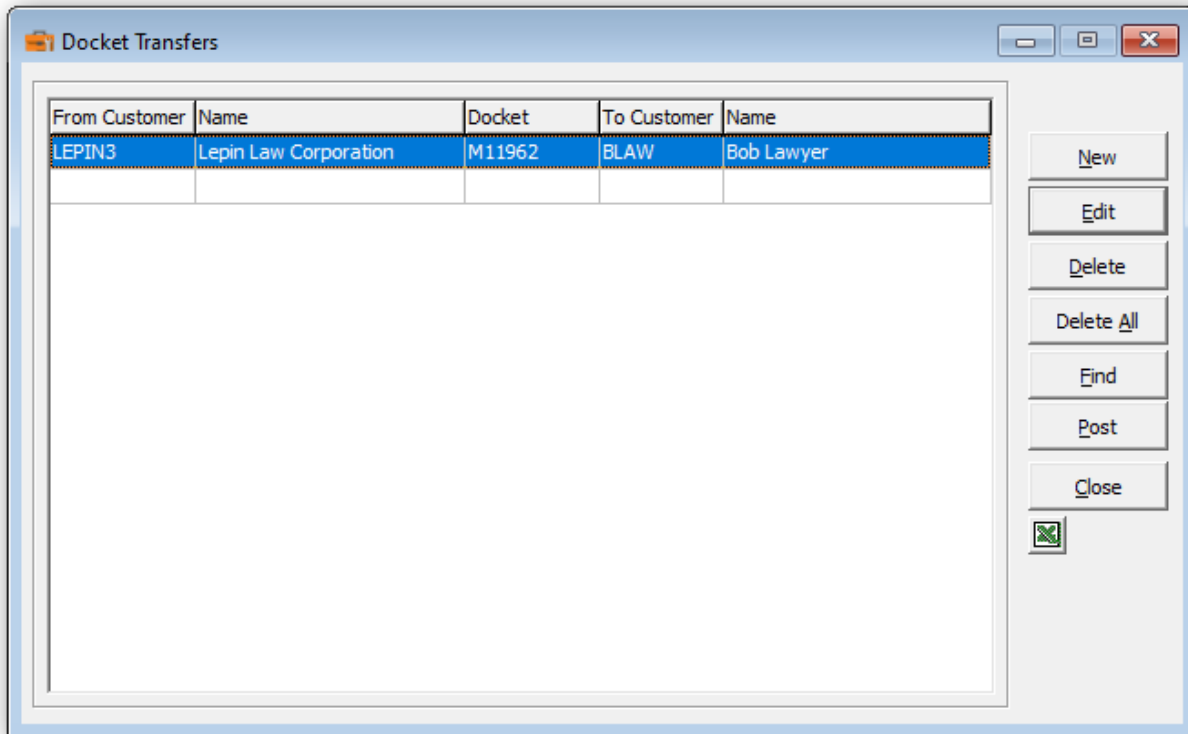 Docket Transfers
From Customer Name Docket To Customer Name
LEPIN3 Lepin Law Corporation M11962 BLAW Bob Lawyer
New
Edit
Delete
Delete All
Find
Post
Close